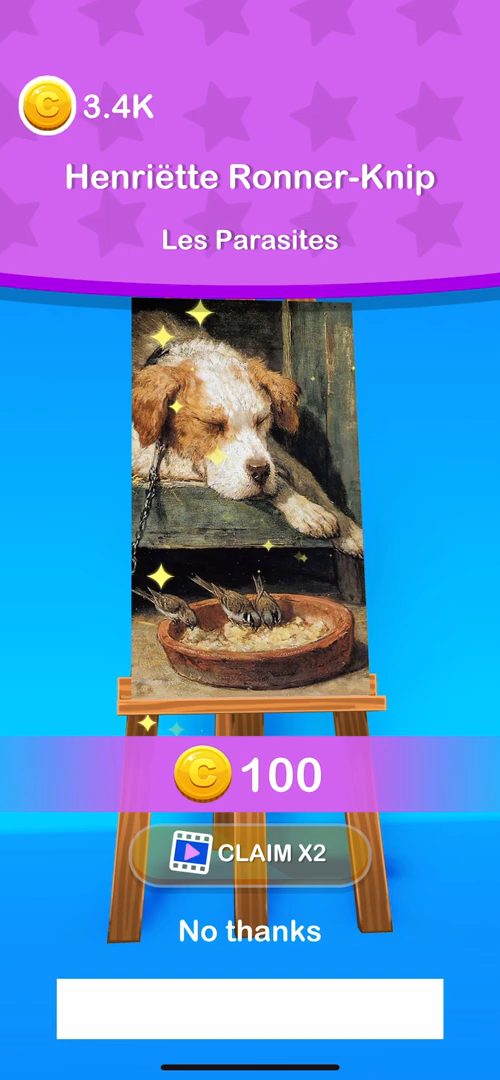 3.4K
Henriëtte Ronner-Knip
Les Parasites
100
CLAIM X2
No thanks